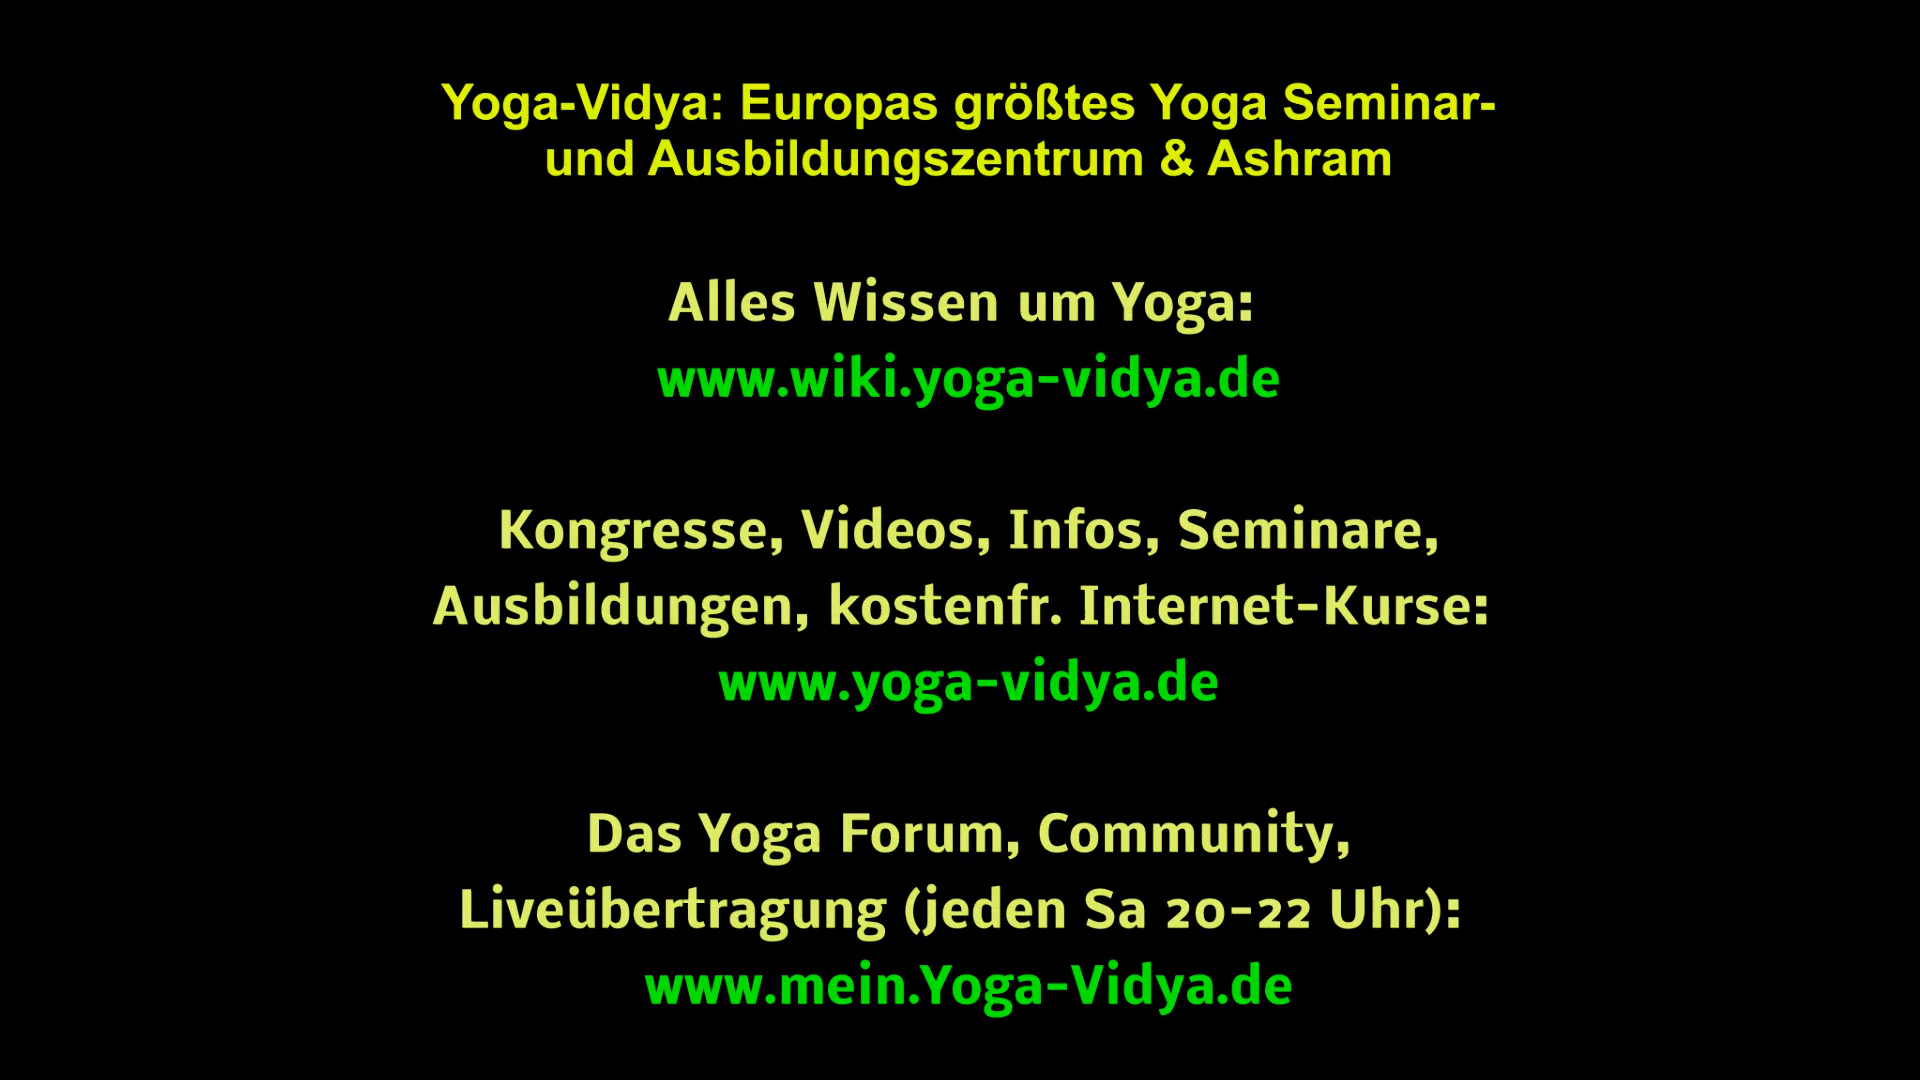 Yoga-Vidya: Europas größtes Yoga Seminar-
und Ausbildungszentrum & Ashram
Alles Wissen um Yoga:
www.wiki.yoga-vidya.de
Kongresse, Videos, Infos, Seminare,
Ausbildungen, kostenfr. Internet-Kurse:
www.yoga-vidya.de
Das Yoga Forum, Community,
Liveübertragung (jeden Sa 20-22 Uhr):
www.mein.Yoga-Vidya.de